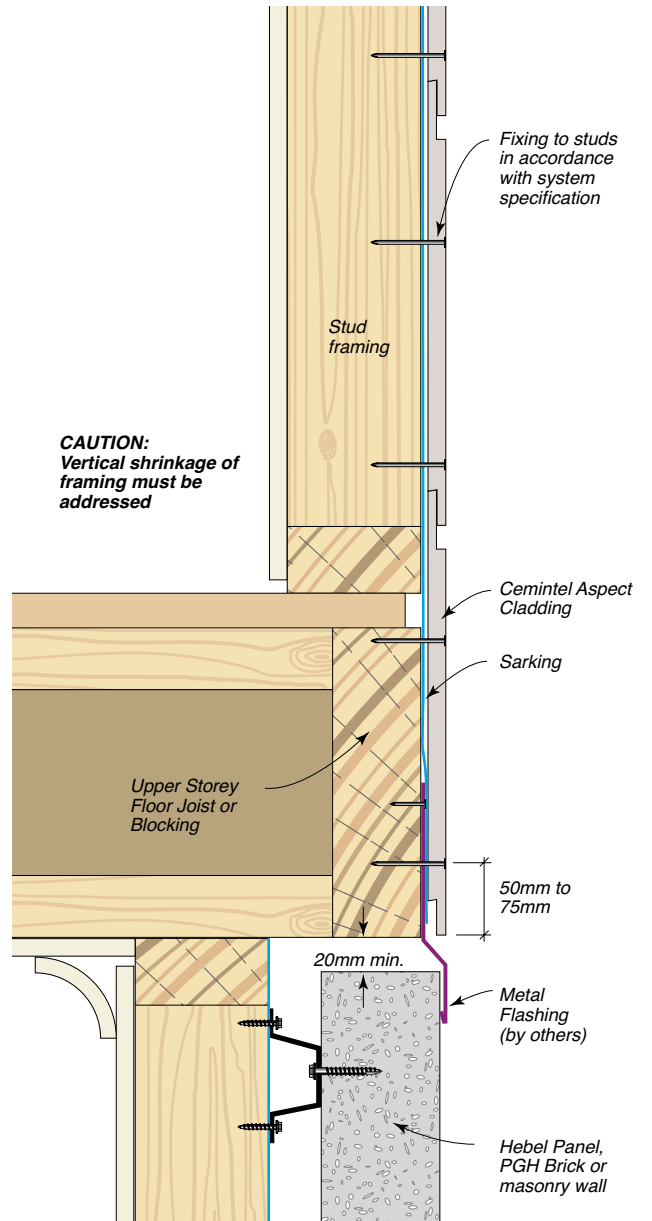 Fixing to studs
in accordance
with system
specification
Stud
framing
CAUTION:
Vertical shrinkage of
framing must be
addressed
Cemintel Aspect
Cladding
Sarking
Upper Storey
Floor Joist or
Blocking
50mm to
75mm
20mm min.
Metal
Flashing
(by others)
Hebel Panel,
PGH Brick or
masonry wall